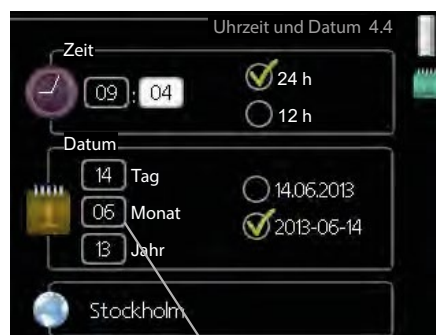 Uhrzeit und Datum 4.4
Zeit
09 : 04
24 h
12 h
Datum
14 Tag
06 Monat
13 Jahr
14.06.2013
2013-06-14
Stockholm